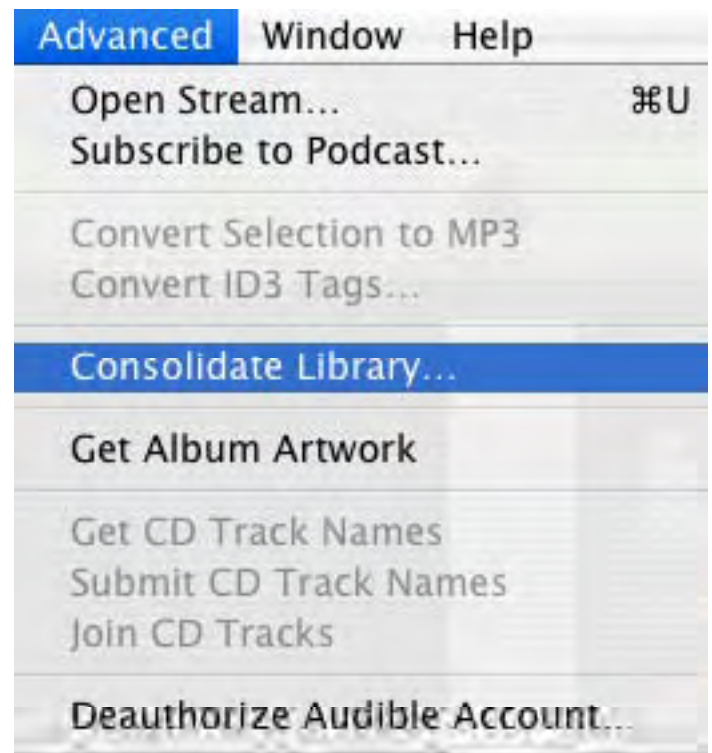 Advanced Window Help
Open Stream... ⌘U
Subscribe to Podcast...
Convert Selection to MP3
Convert ID3 Tags...
Consolidate Library...
Get Album Artwork
Get CD Track Names
Submit CD Track Names
Join CD Tracks
Deauthorize Audible Account...